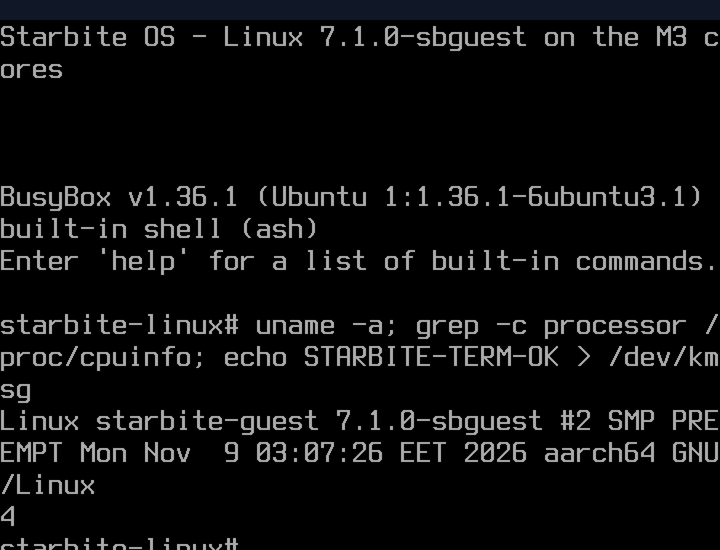 Starbite OS - Linux 7.1.0-sbguest on the M3 c
ores
BusyBox v1.36.1 (Ubuntu 1:1.36.1-6ubuntu3.1)
built-in shell (ash)
Enter 'help' for a list of built-in commands.
starbite-linux# uname -a; grep -c processor /
proc/cpuinfo; echo STARBITE-TERM-OK > /dev/km
sg
Linux starbite-guest 7.1.0-sbguest #2 SMP PRE
EMPT Mon Nov  9 03:07:26 EET 2026 aarch64 GNU
/Linux
4
starbite-linux#